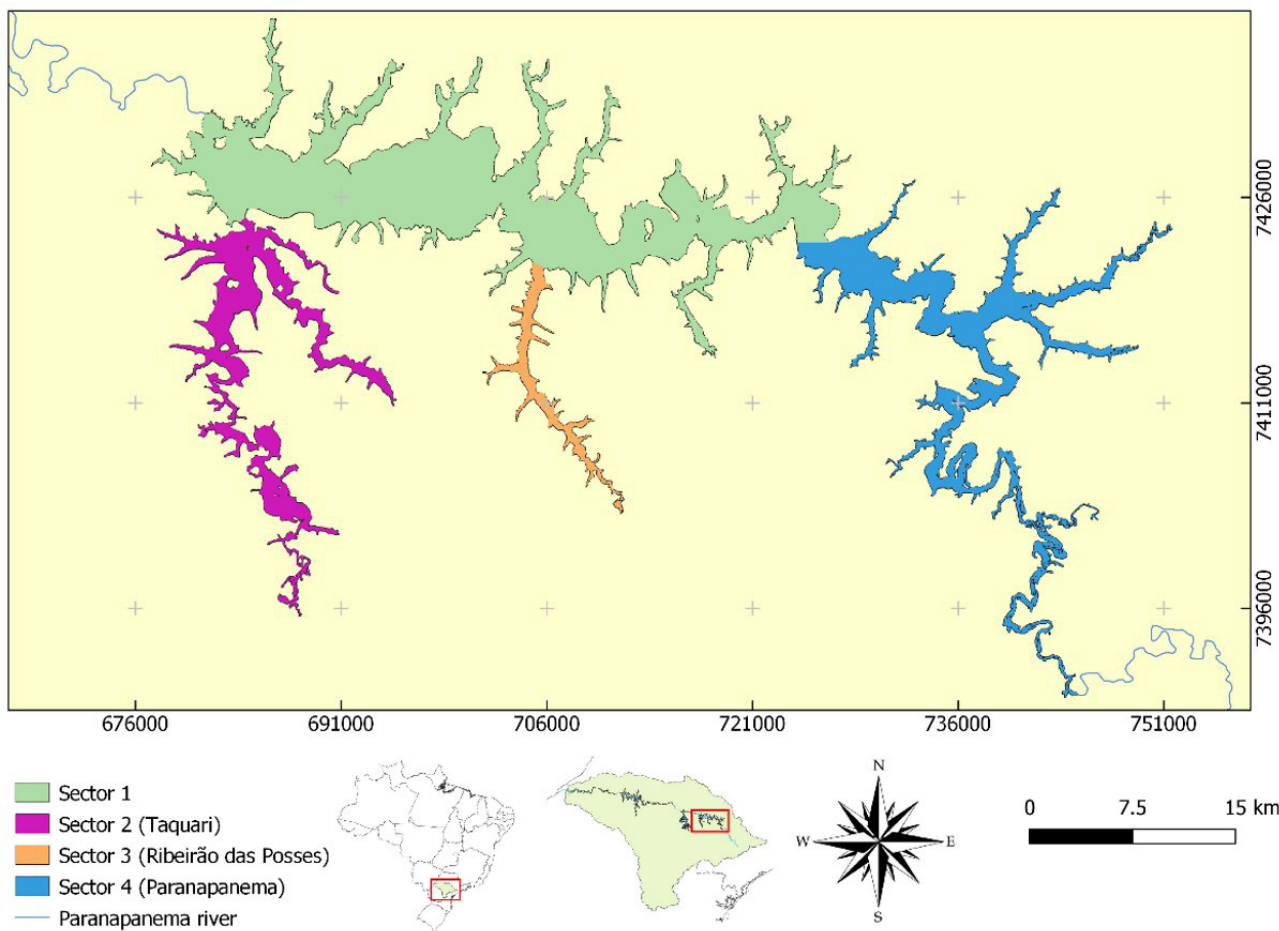 7426000
7411000
7396000
676000 691000 706000 721000 736000 751000
Sector 1
Sector 2 (Taquari)
Sector 3 (Ribeirão das Posses)
Sector 4 (Paranapanema)
Paranapanema river
N
W E
S
0 7.5 15 km